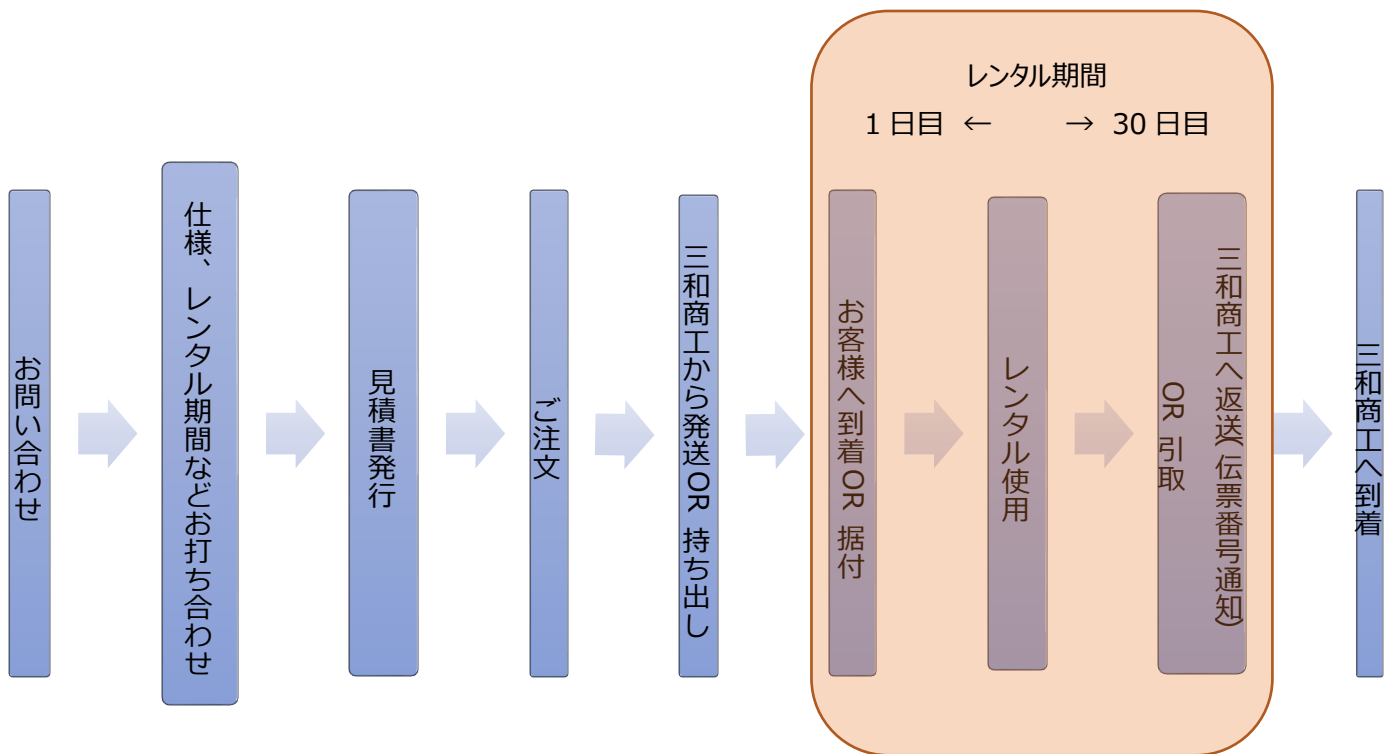 レンタル期間
1 日目 ← → 30 日目
お問い合わせ
仕様、レンタル期間などお打ち合わせ
見積書発行
ご注文
三和商工から発送OR 持ち出し
お客様へ到着OR 据付
レンタル使用
三和商工へ返送(伝票番号通知)
OR 引取
三和商工へ到着